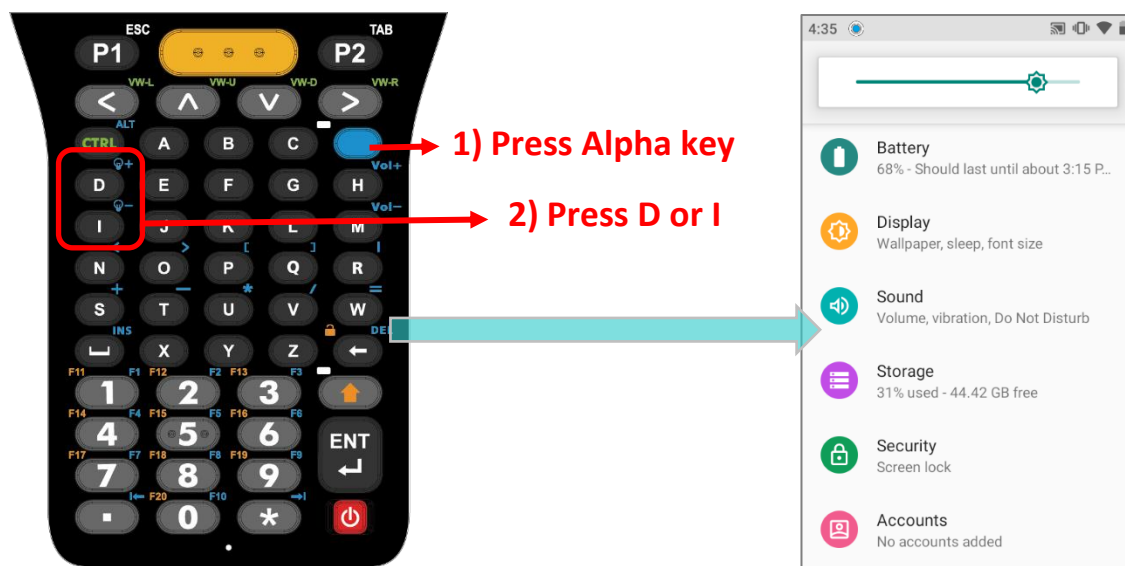 ESC TAB
P1 P2
VW-L VW-U VW-D VW-R
< ∧ ∨ >
ALT
CTRL A B C
+ Vol+
D E F G H
- Vol-
I J K L M
< > [ ] |
N O P Q R
+ - * / =
S T U V W
INS DEL
X Y Z ←
F11 F1 F12 F2 F13 F3
1 2 3
F14 F4 F15 F5 F16 F6
4 5 6 ENT
F17 F7 F18 F8 F19 F9
7 8 9
|← F20 F10 →|
. 0 *
1) Press Alpha key
2) Press D or I
4:35
Battery
68% - Should last until about 3:15 P...
Display
Wallpaper, sleep, font size
Sound
Volume, vibration, Do Not Disturb
Storage
31% used - 44.42 GB free
Security
Screen lock
Accounts
No accounts added